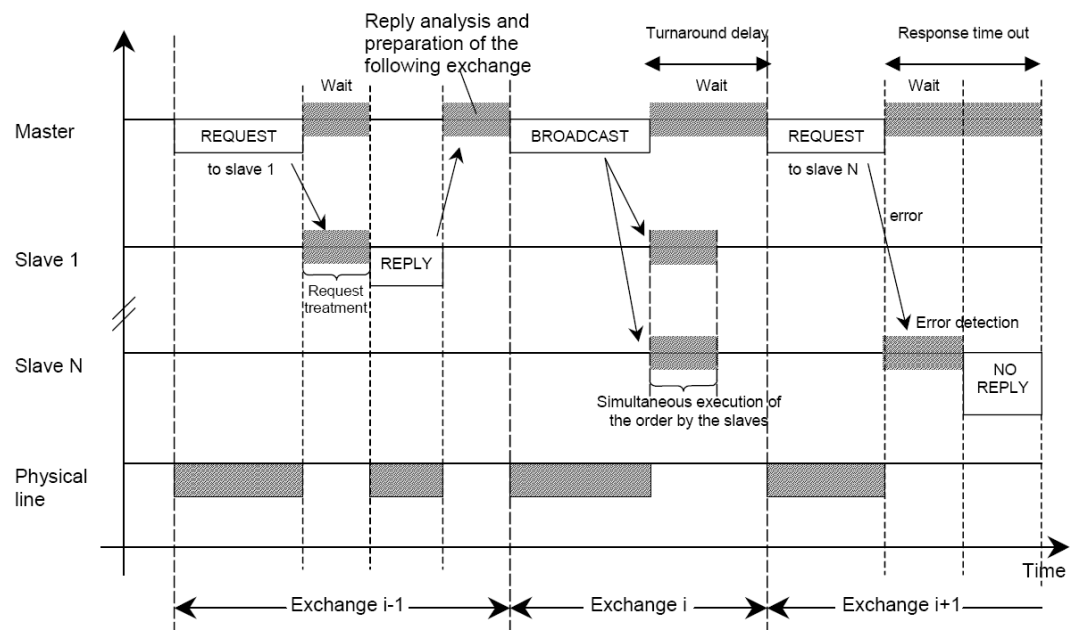 Reply analysis and
preparation of the
following exchange
Turnaround delay
Response time out
Wait
Wait
Wait
Master
REQUEST
BROADCAST
REQUEST
to slave 1
to slave N
error
Slave 1
REPLY
Request
treatment
Error detection
Slave N
NO
REPLY
Simultaneous execution of
the order by the slaves
Physical
line
Time
Exchange i-1
Exchange i
Exchange i+1